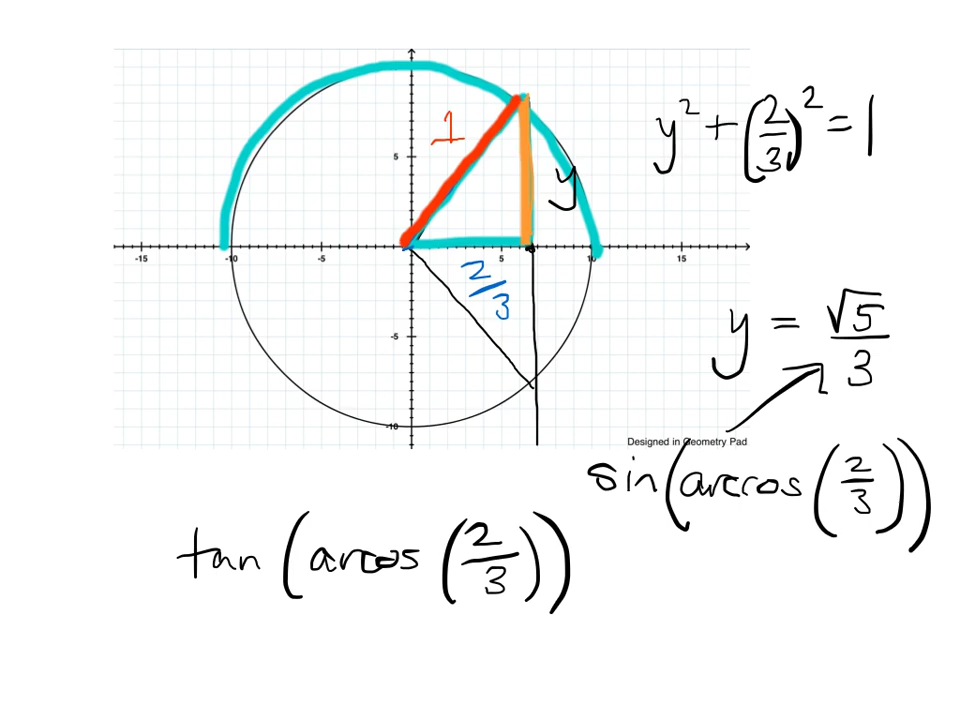 1
y² + (2/3)² = 1
5
y
-15 -10 -5 5 10 15
2/3
-5
y = √5/3
-10
Designed in Geometry Pad
sin(arccos(2/3))
tan(arcos(2/3))